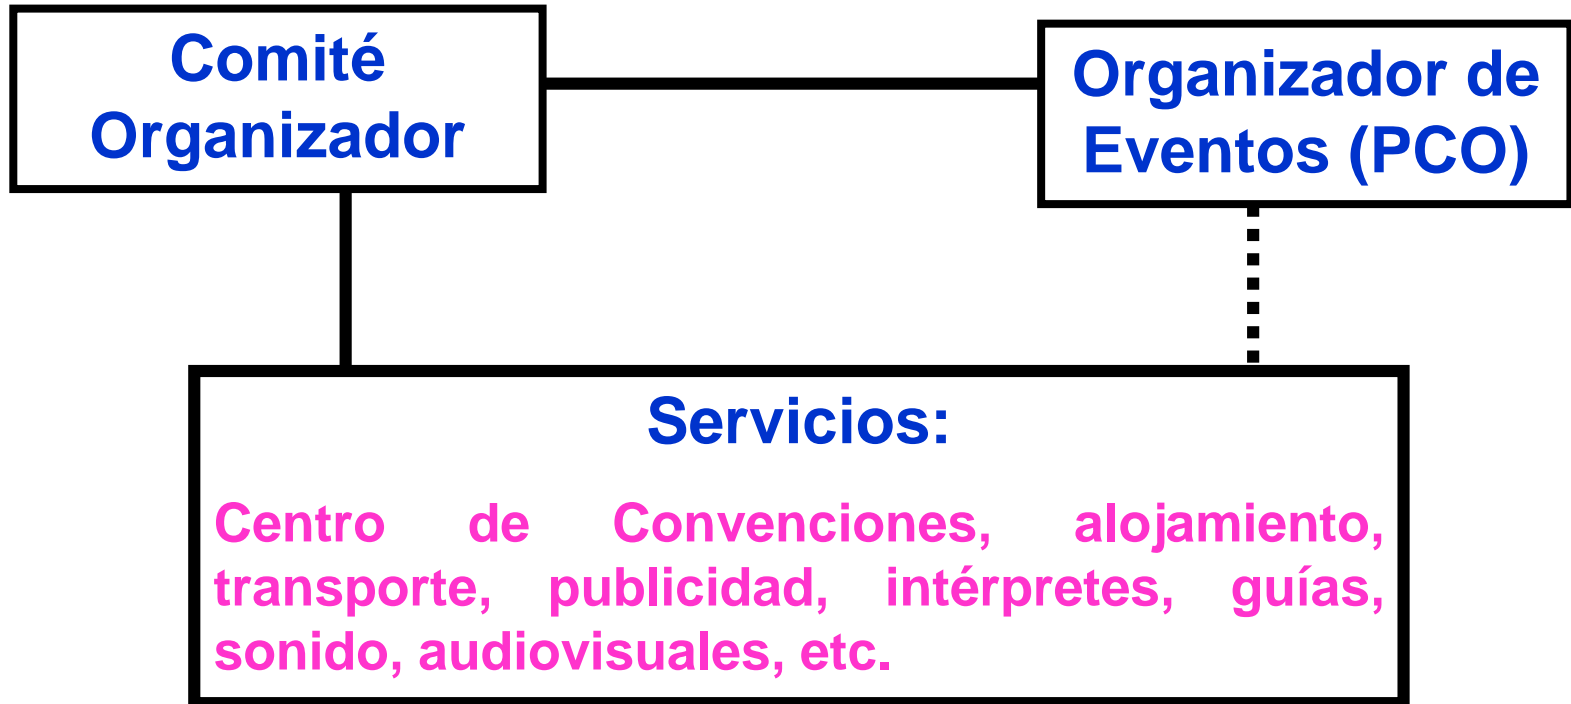 Comité
Organizador
Organizador de
Eventos (PCO)
Servicios:
Centro de Convenciones, alojamiento,
transporte, publicidad, intérpretes, guías,
sonido, audiovisuales, etc.